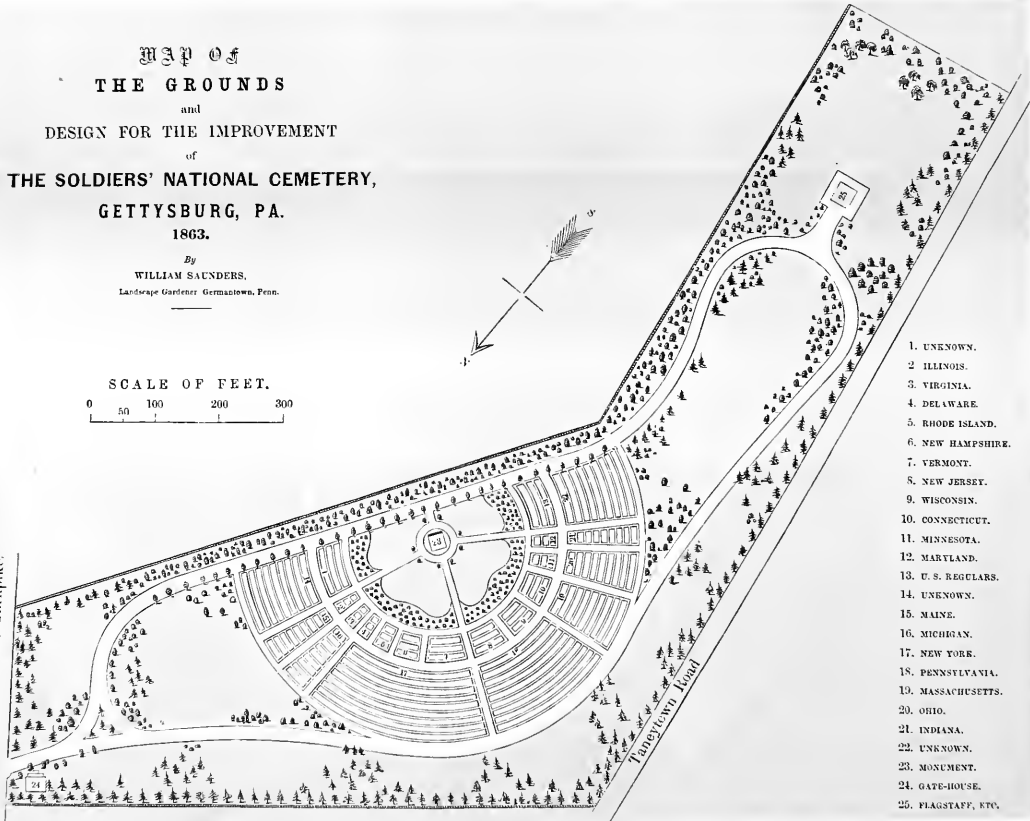 MAP OF
THE GROUNDS
and
DESIGN FOR THE IMPROVEMENT
of
THE SOLDIERS' NATIONAL CEMETERY,
GETTYSBURG, PA.
1863.
By
WILLIAM SAUNDERS,
Landscape Gardener Germantown, Penn.
SCALE OF FEET.
0 50 100 200 300
Taneytown Road
23
24
25
17
1. UNKNOWN.
2 ILLINOIS.
3. VIRGINIA.
4. DELAWARE.
5. RHODE ISLAND.
6. NEW HAMPSHIRE.
7. VERMONT.
8. NEW JERSEY.
9. WISCONSIN.
10. CONNECTICUT.
11. MINNESOTA.
12. MARYLAND.
13. U. S. REGULARS.
14. UNKNOWN.
15. MAINE.
16. MICHIGAN.
17. NEW YORK.
18. PENNSYLVANIA.
19. MASSACHUSETTS.
20. OHIO.
21. INDIANA.
22. UNKNOWN.
23. MONUMENT.
24. GATE-HOUSE.
25. FLAGSTAFF, ETC.